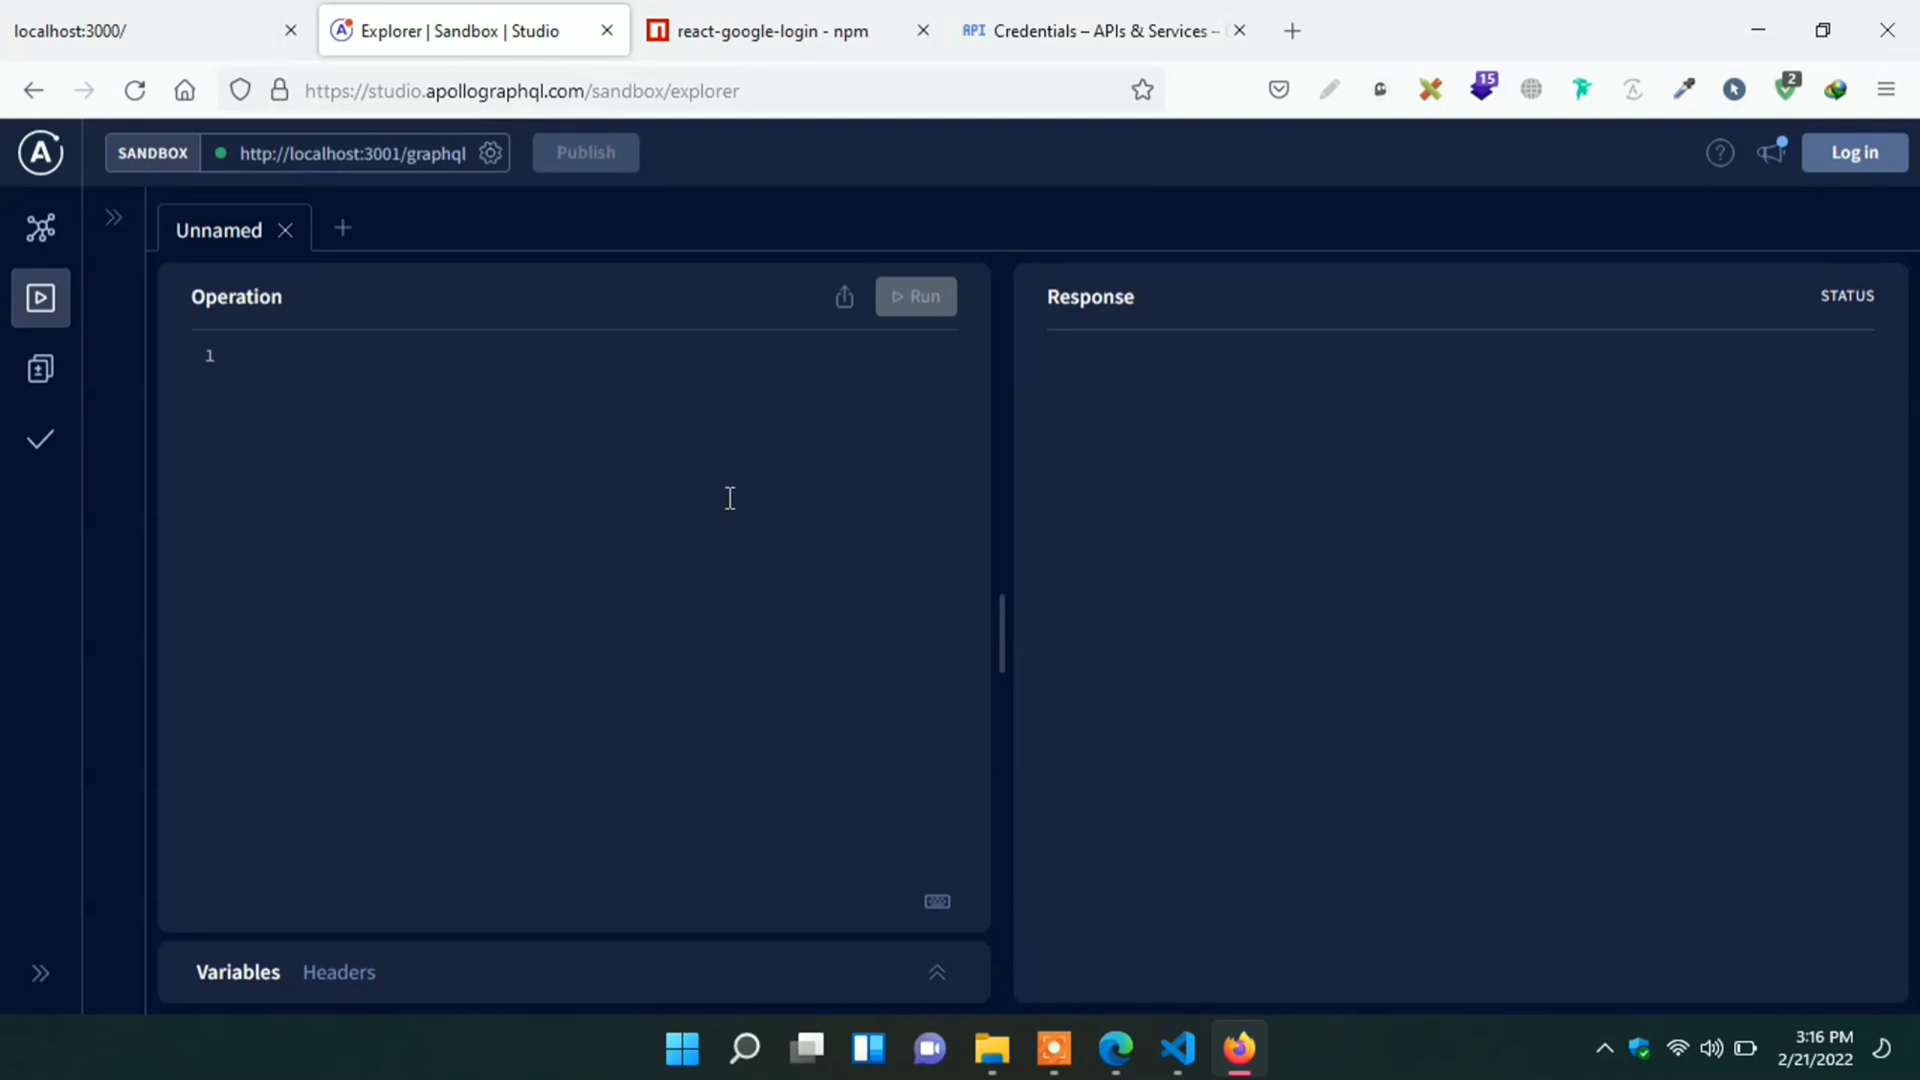 localhost:3000/
Explorer | Sandbox | Studio
react-google-login - npm
API Credentials – APIs & Services –
https://studio.apollographql.com/sandbox/explorer
15
2
SANDBOX http://localhost:3001/graphql
Publish
Log in
Unnamed
Operation
Run
Response
STATUS
1
Variables Headers
3:16 PM
2/21/2022